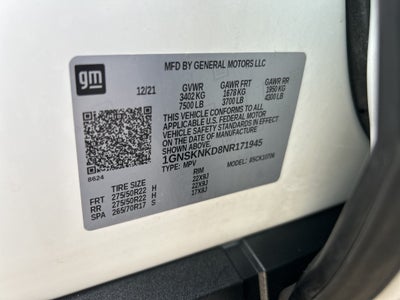 gm
MFD BY GENERAL MOTORS LLC
12/21
GVWR GAWR FRT GAWR RR
3402 KG 1678 KG 1950 KG
7500 LB 3700 LB 4300 LB
THIS VEHICLE CONFORMS TO ALL
APPLICABLE U.S. FEDERAL MOTOR
VEHICLE SAFETY STANDARDS IN EFFECT
ON THE DATE OF MANUFACTURE
1GNSKNKD8NR171945
TYPE: MPV
8624
TIRE SIZE RIM
FRT 275/50R22 H 22X9J
RR 275/50R22 H 22X9J
SPA 265/70R17 S 17X8J